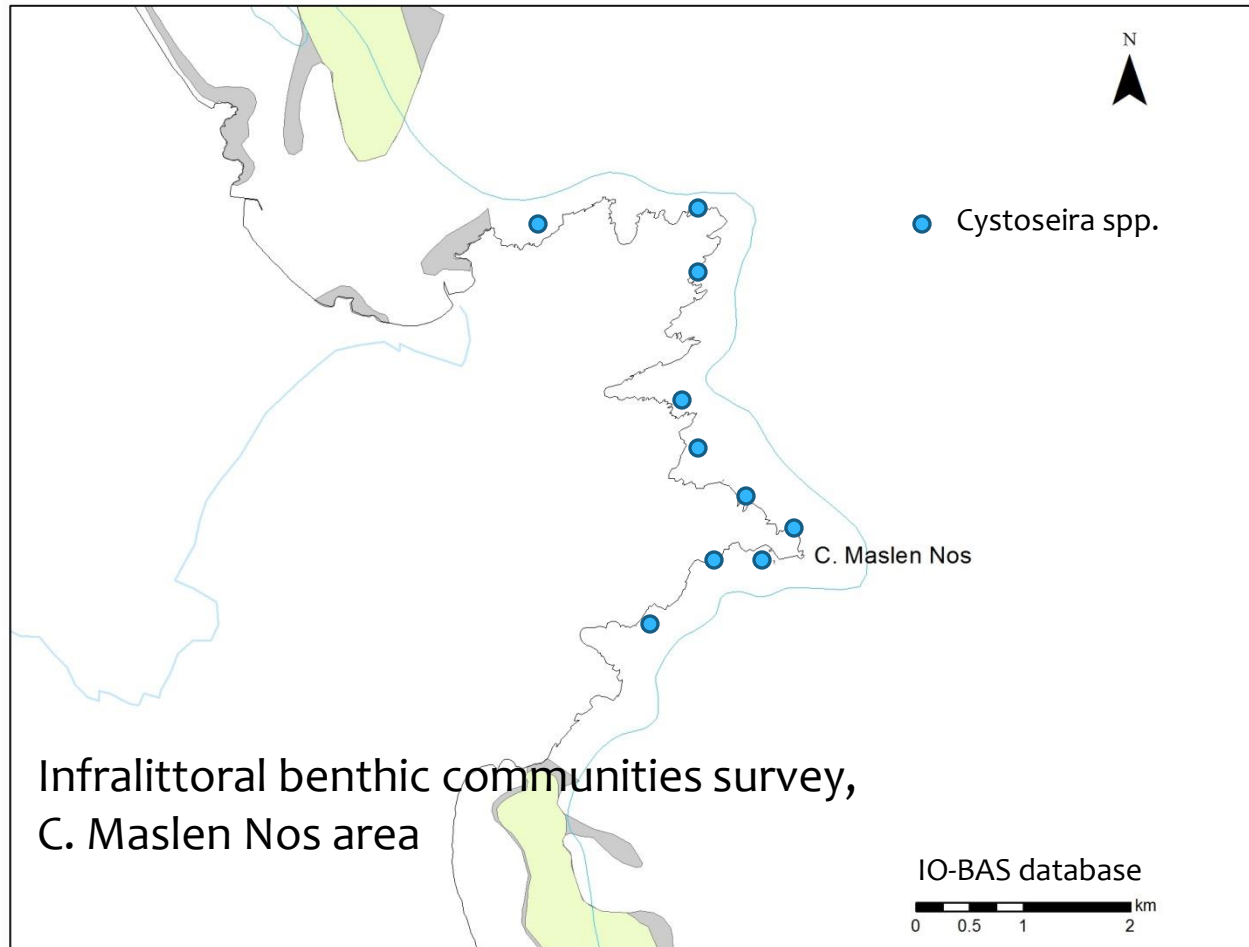 N
Cystoseira spp.
C. Maslen Nos
Infralittoral benthic communities survey,
C. Maslen Nos area
IO-BAS database
km
0 0.5 1 2